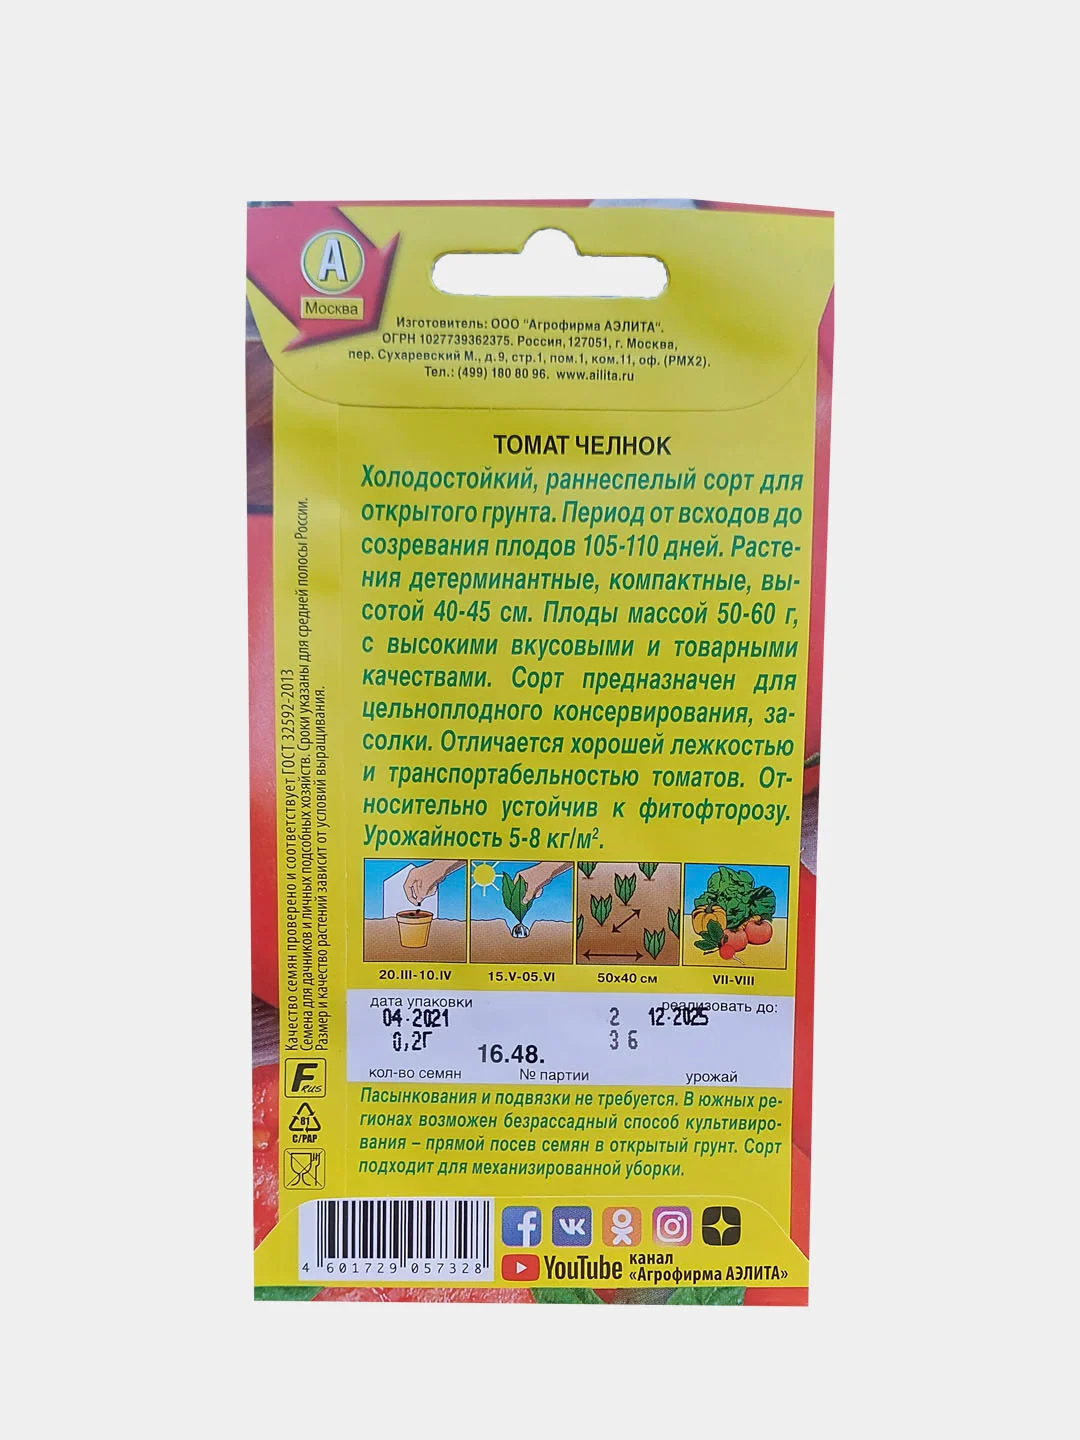 А
Москва
Изготовитель: ООО "Агрофирма АЭЛИТА".
ОГРН 1027739362375. Россия, 127051, г. Москва,
пер. Сухаревский М., д.9, стр.1, пом.1, ком.11, оф. (РМХ2).
Тел.: (499) 180 80 96. www.ailita.ru
ТОМАТ ЧЕЛНОК
Холодостойкий, раннеспелый сорт для
открытого грунта. Период от всходов до
созревания плодов 105-110 дней. Расте-
ния детерминантные, компактные, вы-
сотой 40-45 см. Плоды массой 50-60 г,
с высокими вкусовыми и товарными
качествами. Сорт предназначен для
цельноплодного консервирования, за-
солки. Отличается хорошей лежкостью
и транспортабельностью томатов. От-
носительно устойчив к фитофторозу.
Урожайность 5-8 кг/м².
20.III-10.IV
15.V-05.VI
50x40 см
VII-VIII
дата упаковки
реализовать до:
04·2021
2
12·2025
0,2Г
3 6
16.48.
кол-во семян
№ партии
урожай
Пасынкования и подвязки не требуется. В южных ре-
гионах возможен безрассадный способ культивиро-
вания – прямой посев семян в открытый грунт. Сорт
подходит для механизированной уборки.
Качество семян проверено и соответствует ГОСТ 32592-2013
Семена для дачников и личных подсобных хозяйств. Сроки указаны для средней полосы России.
Размер и качество растений зависит от условий выращивания.
F RUS
81
C/PAP
4 601729 057328
YouTube
канал
«Агрофирма АЭЛИТА»